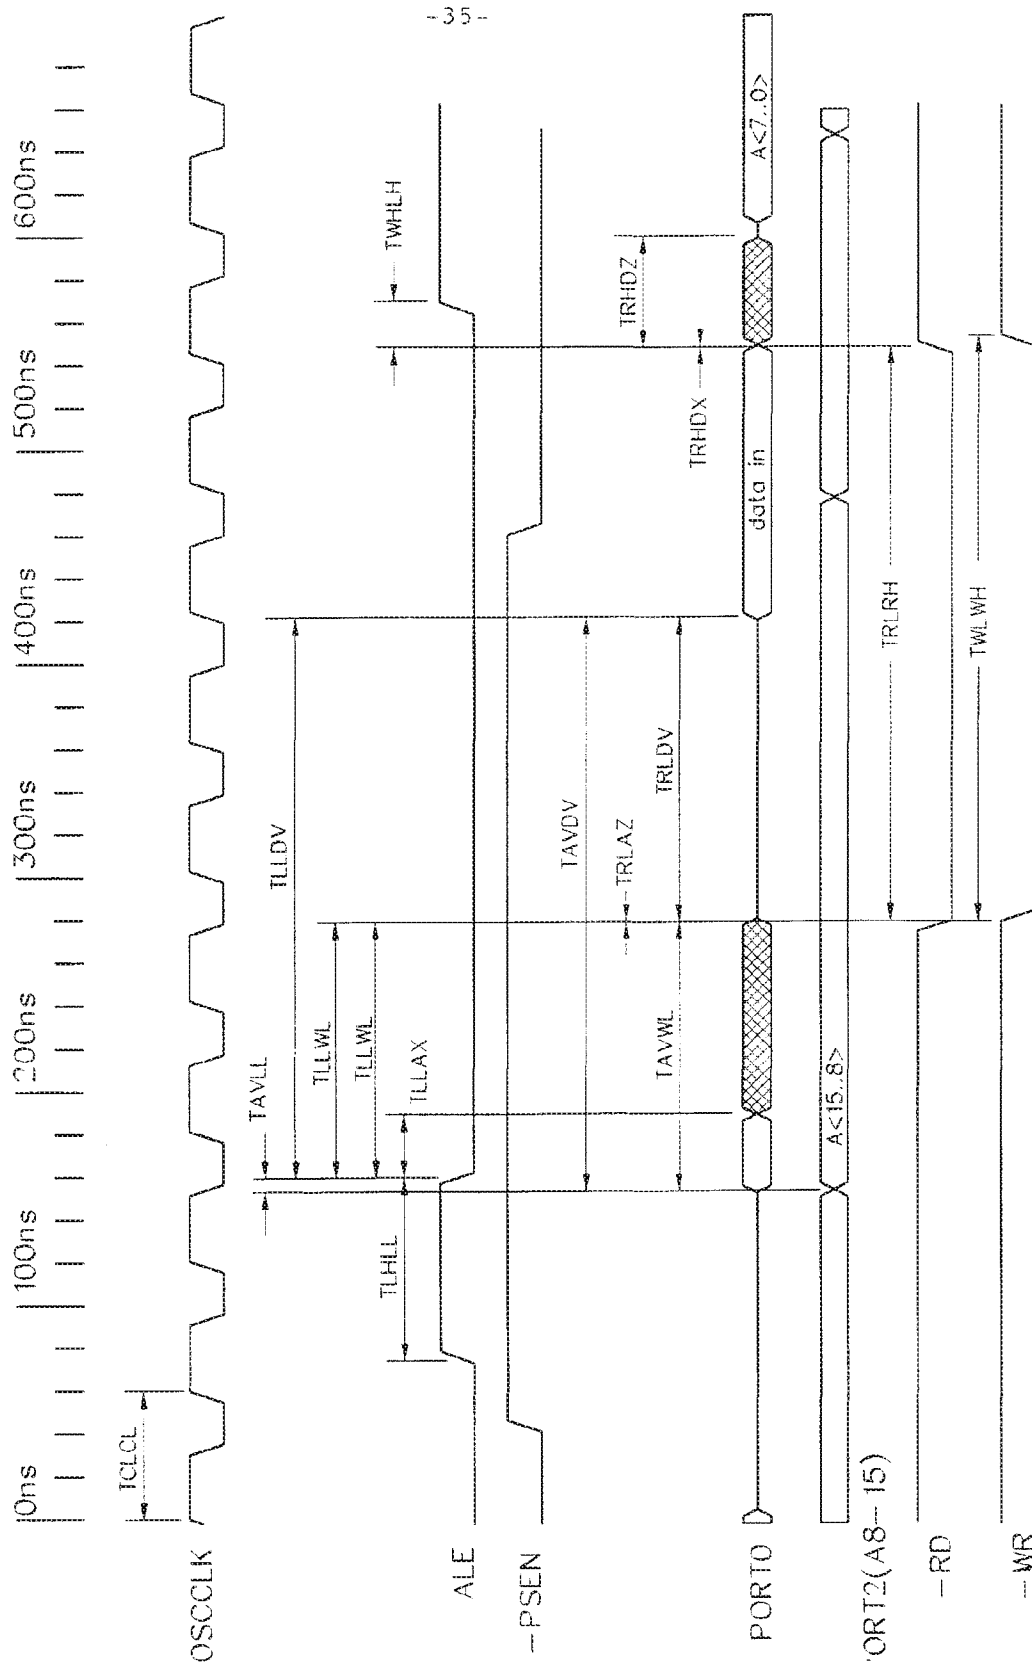 -35-
0ns 100ns 200ns 300ns 400ns 500ns 600ns
TCLCL
OSCCLK
TAVLL
TLLDV
TLLWL
TLLWL
TLHLL
TLLAX
TWHLH
ALE
-PSEN
TAVDV
TRLAZ
TRHDZ
TAVWL
TRLDV
TRHDX
PORT0
data in
A<7..0>
ORT2(A8-15)
A<15..8>
TRLRH
-RD
TWLWH
-WR